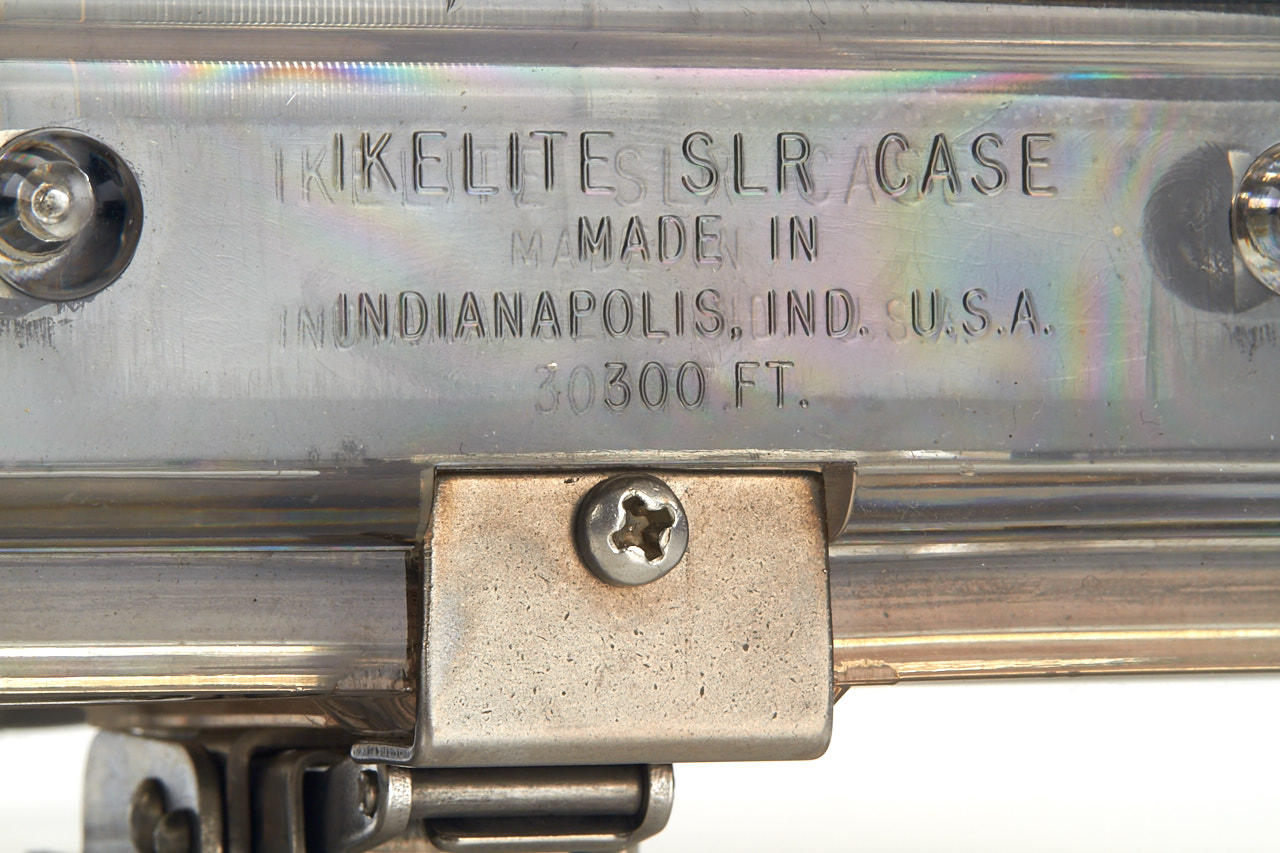 IKELITE SLR CASE
MADE IN
INDIANAPOLIS, IND. U.S.A.
300 FT.